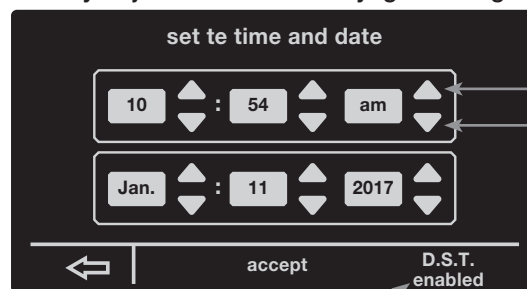 set te time and date
10 : 54 am
Jan. : 11 2017
accept
D.S.T.
enabled